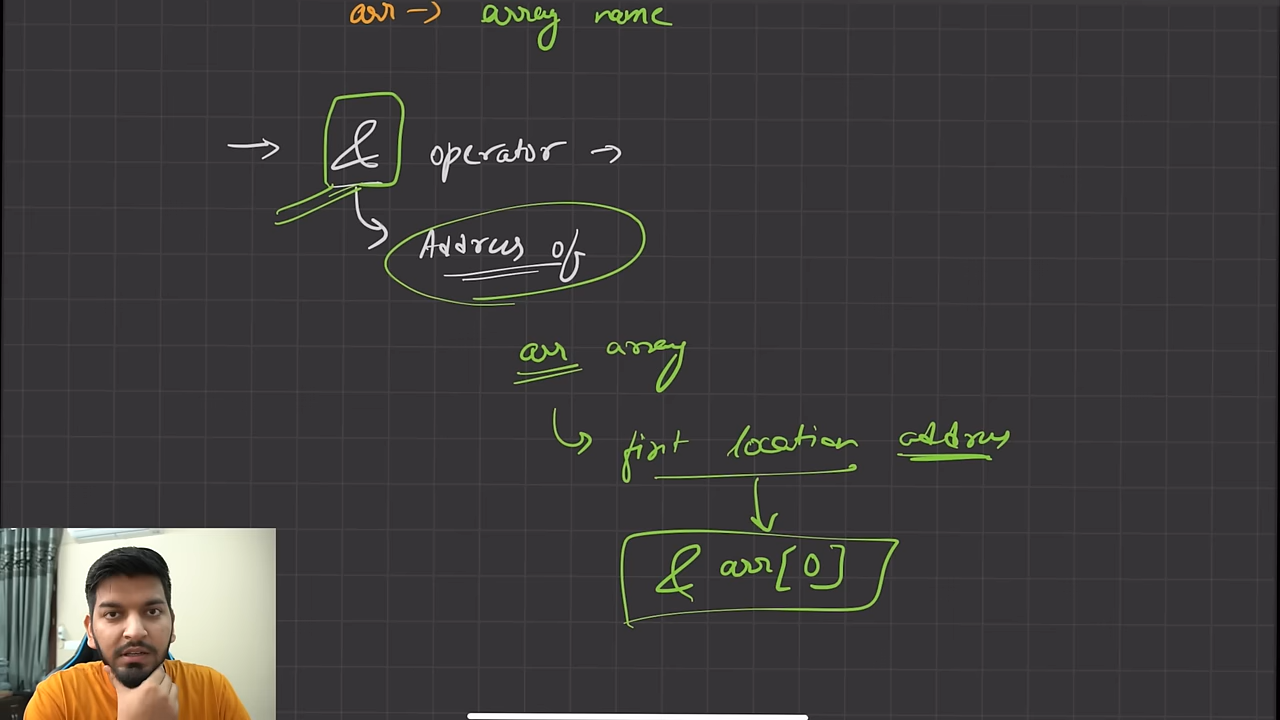 arr → array name
→ & operator →
Address of
arr array
first location address
& arr[0]